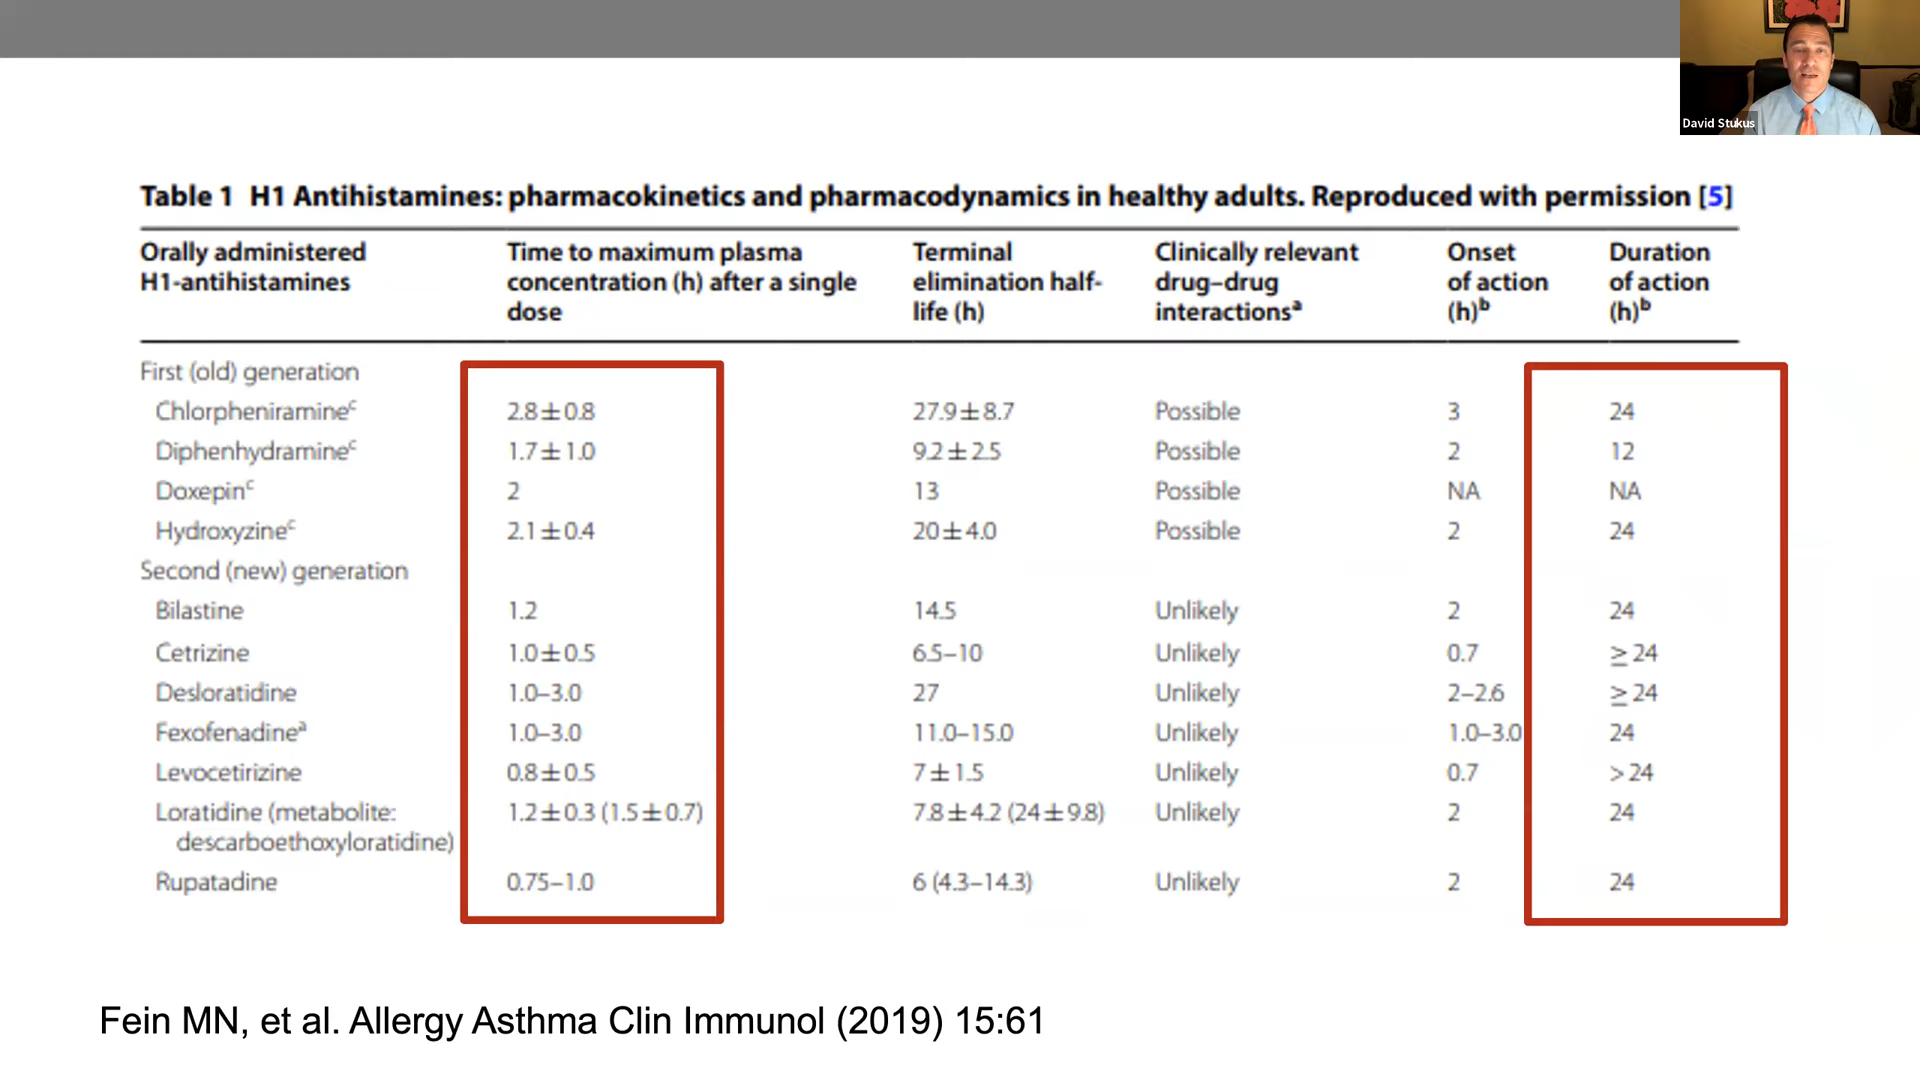 David Stukus
Table 1 H1 Antihistamines: pharmacokinetics and pharmacodynamics in healthy adults. Reproduced with permission [5]
Orally administered H1-antihistamines Time to maximum plasma concentration (h) after a single dose Terminal elimination half-life (h) Clinically relevant drug–drug interactionsᵃ Onset of action (h)ᵇ Duration of action (h)ᵇ
First (old) generation
Chlorpheniramineᶜ 2.8±0.8 27.9±8.7 Possible 3 24
Diphenhydramineᶜ 1.7±1.0 9.2±2.5 Possible 2 12
Doxepinᶜ 2 13 Possible NA NA
Hydroxyzineᶜ 2.1±0.4 20±4.0 Possible 2 24
Second (new) generation
Bilastine 1.2 14.5 Unlikely 2 24
Cetrizine 1.0±0.5 6.5–10 Unlikely 0.7 ≥24
Desloratidine 1.0–3.0 27 Unlikely 2–2.6 ≥24
Fexofenadineᵃ 1.0–3.0 11.0–15.0 Unlikely 1.0–3.0 24
Levocetirizine 0.8±0.5 7±1.5 Unlikely 0.7 >24
Loratidine (metabolite: 1.2±0.3 (1.5±0.7) 7.8±4.2 (24±9.8) Unlikely 2 24
descarboethoxyloratidine)
Rupatadine 0.75–1.0 6 (4.3–14.3) Unlikely 2 24
Fein MN, et al. Allergy Asthma Clin Immunol (2019) 15:61